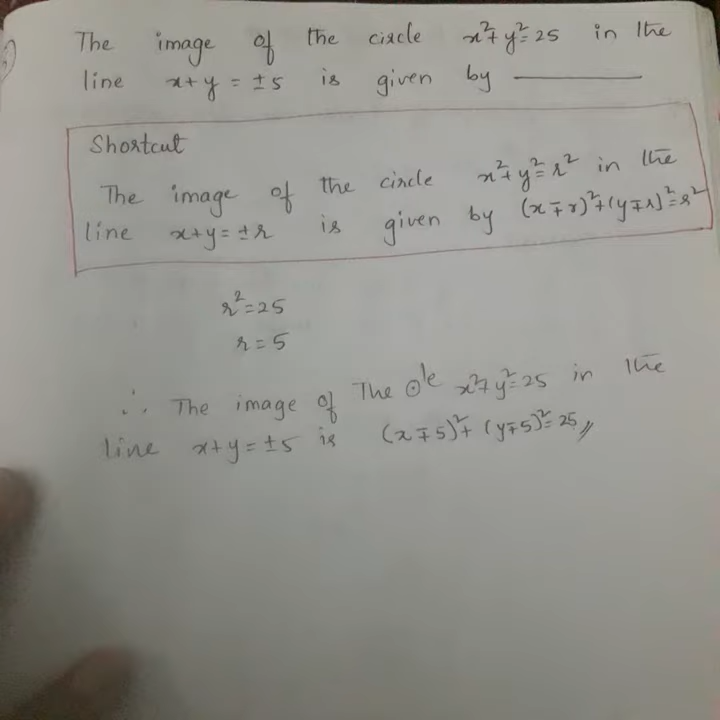 The image of the circle x²+y²=25 in the
line x+y = ±5 is given by ________
Shortcut
The image of the circle x²+y²=r² in the
line x+y=±r is given by (x∓r)²+(y∓r)²=r²
r²=25
r=5
∴ The image of The ⊙le x²+y²=25 in the
line x+y=±5 is (x∓5)²+(y∓5)²=25//